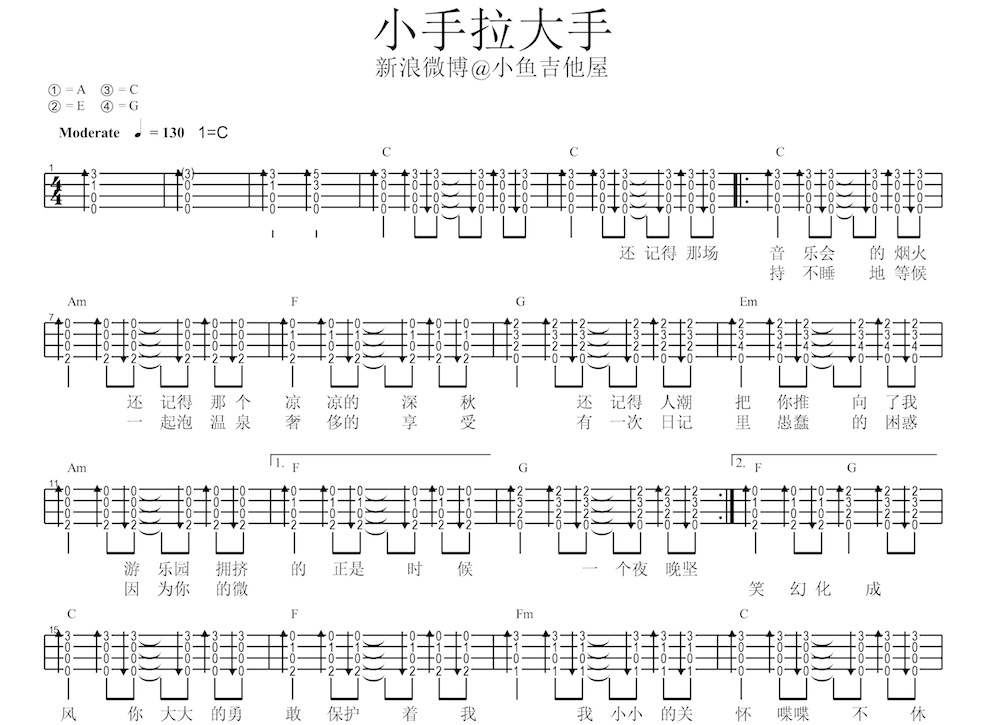 小手拉大手
新浪微博@小鱼吉他屋
① = A ③ = C
② = E ④ = G
Moderate ♩ = 130 1=C
C C C
还 记得 那场 音 乐会 的 烟火
持 不睡 地 等候
Am F G Em
7
还 记得 那个 凉 凉的 深 秋 还 记得 人潮 把 你推 向 了我
一 起泡 温泉 奢 侈的 享 受 有 一次 日记 里 愚蠢 的 困惑
1. 2.
Am F G F G
11
游 乐园 拥挤 的 正是 时 候 一 个夜 晚坚
因 为你 的微 笑 幻化 成
C F Fm C
15
风 你 大大 的勇 敢 保护 着 我 我 小小 的关 怀 喋喋 不 休